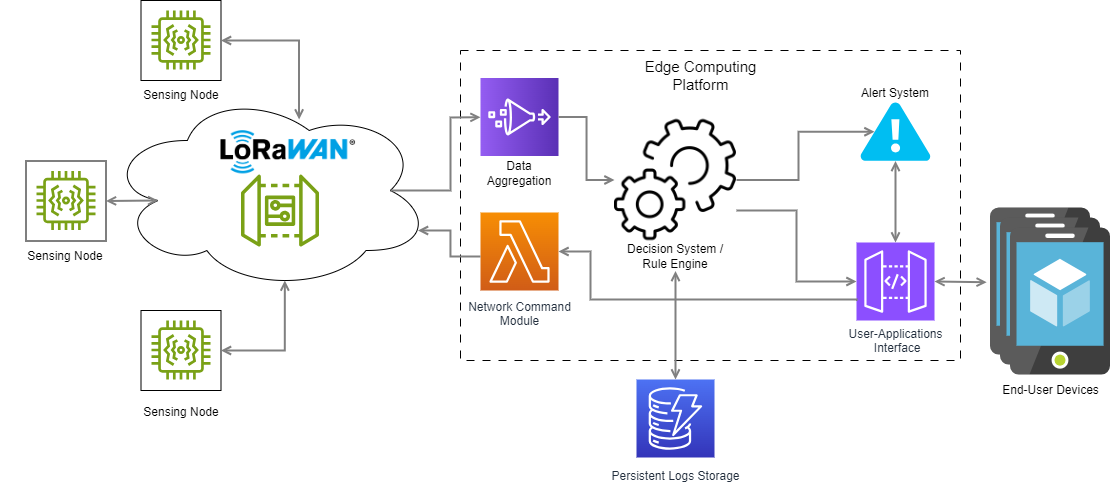 Sensing Node
Edge Computing
Platform
Alert System
LoRaWAN®
Data
Aggregation
Sensing Node
Decision System /
Rule Engine
</>
Network Command
Module
User-Applications
Interface
End-User Devices
Sensing Node
Persistent Logs Storage